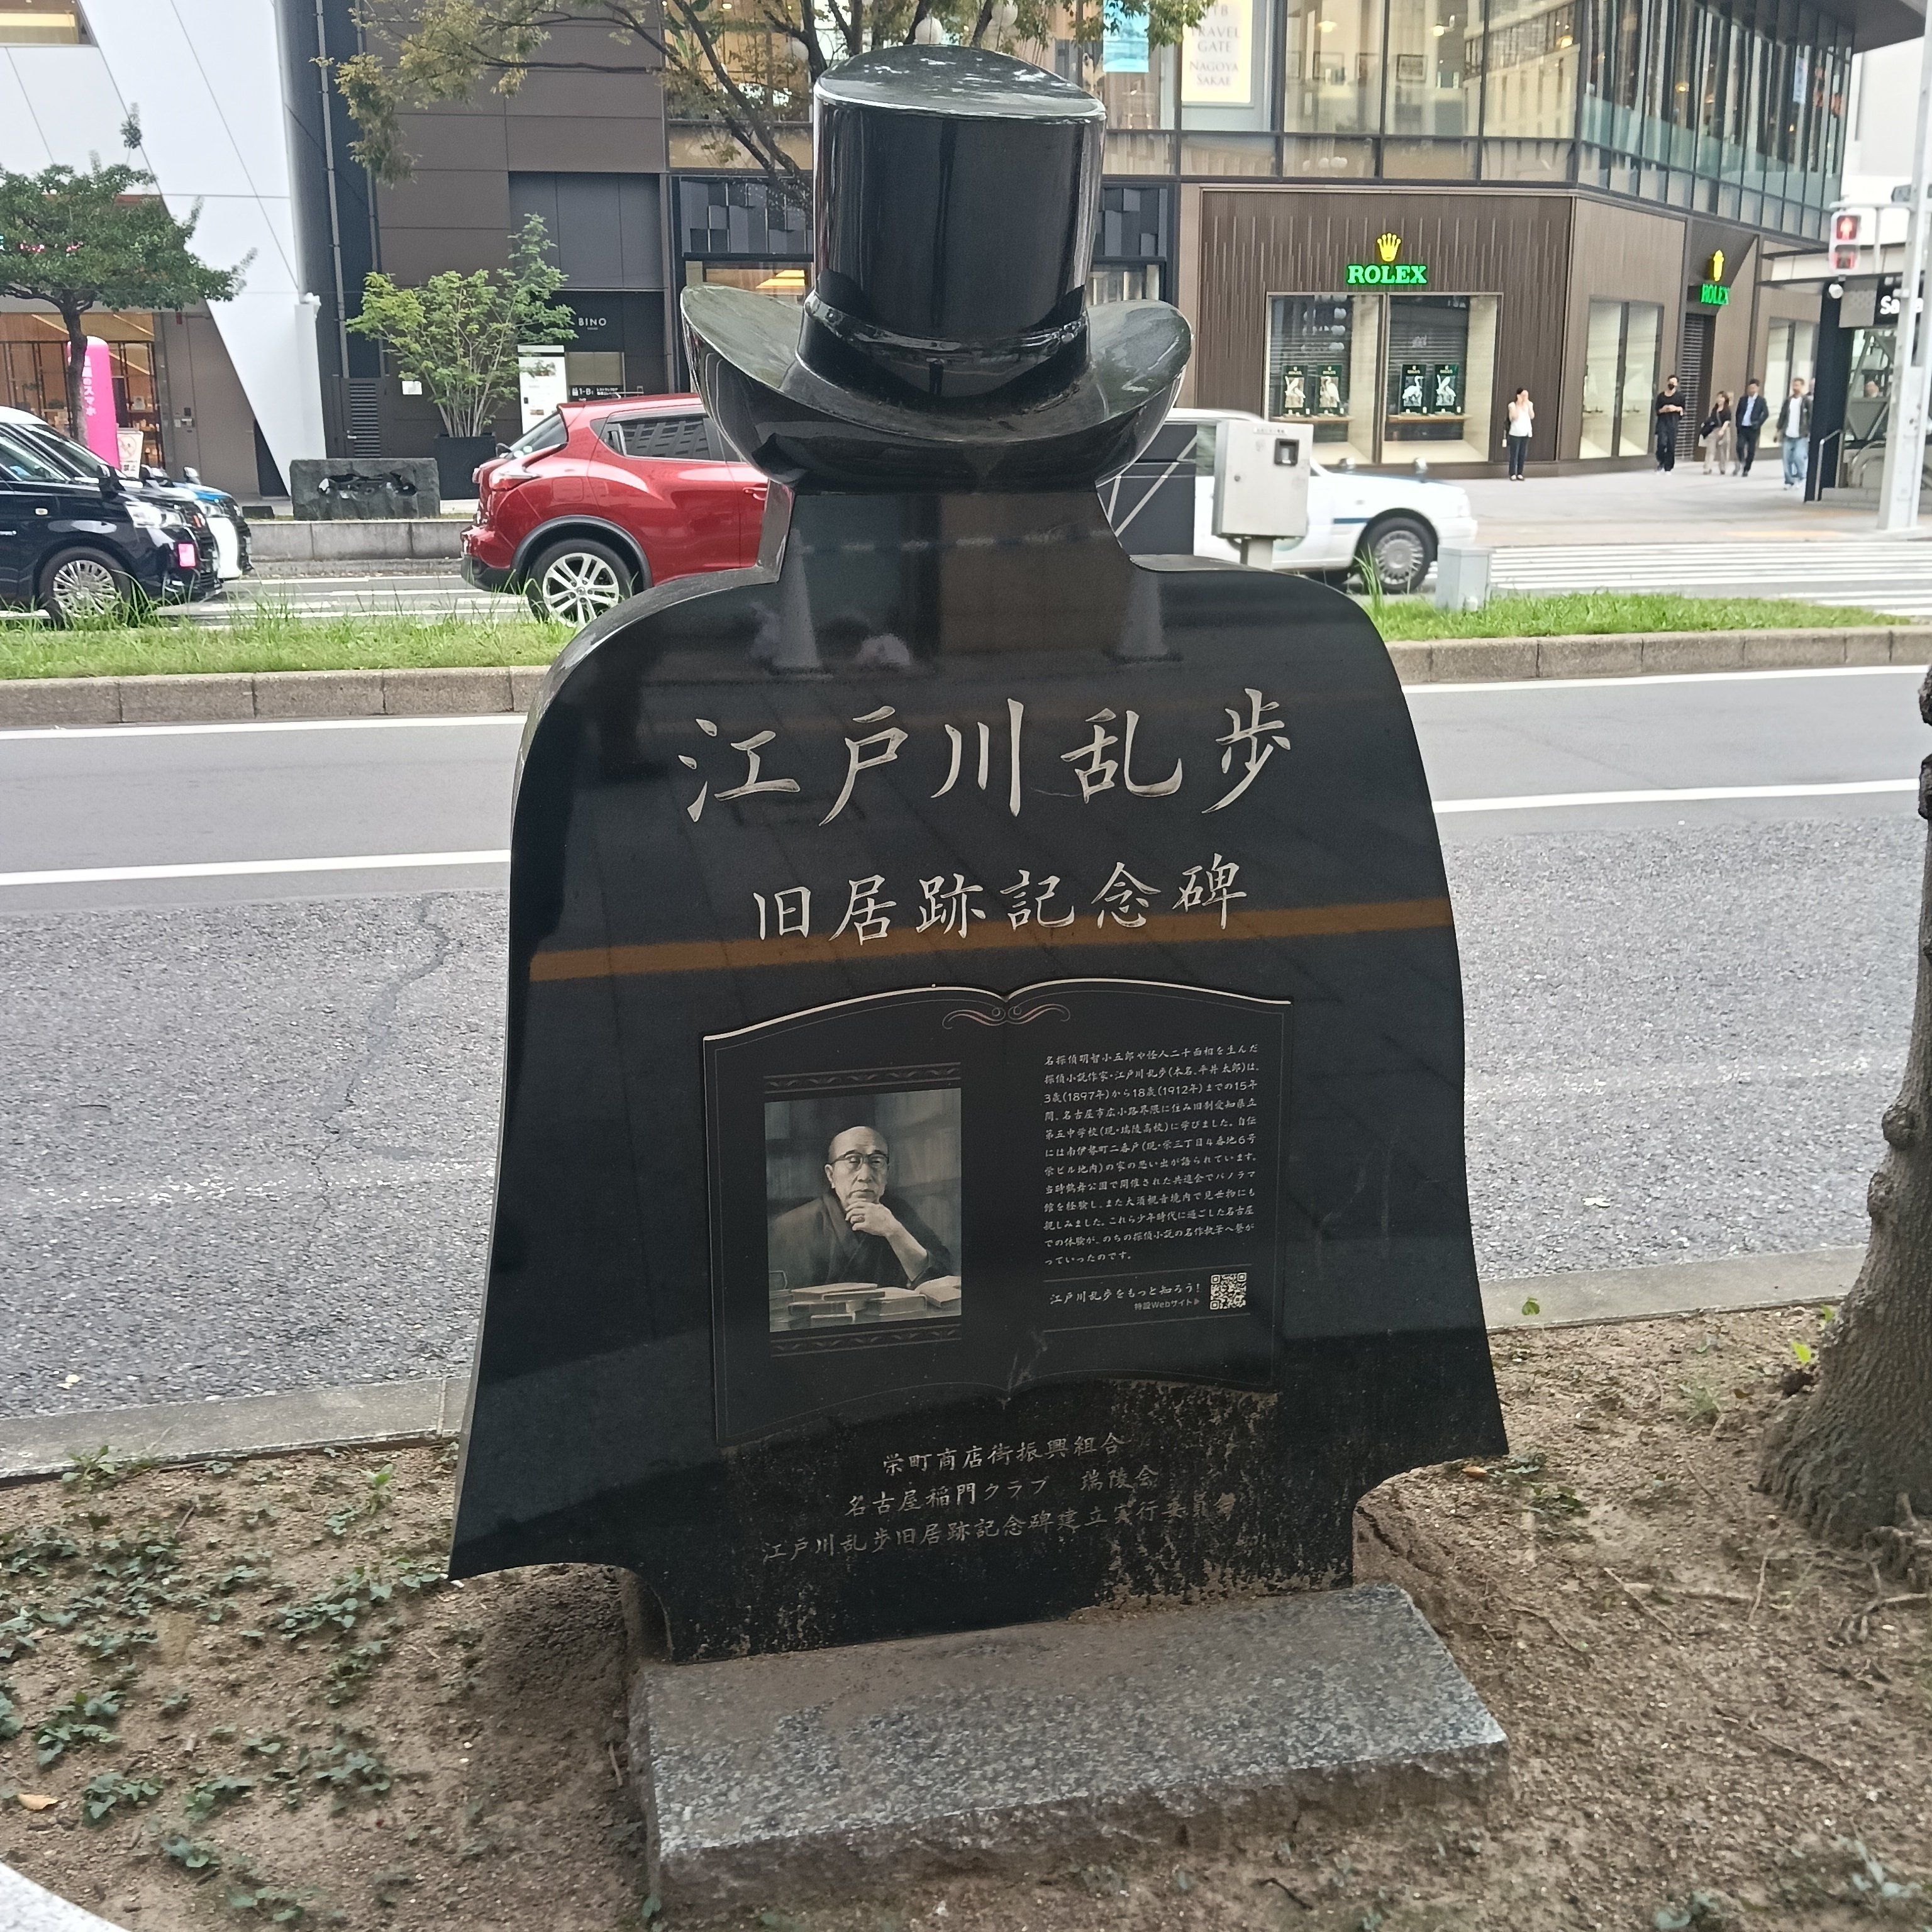 TB
TRAVEL
GATE
NAGOYA
SAKAE
ROLEX
ROLEX
BINO
Sa
江戸川乱歩
旧居跡記念碑
名探偵明智小五郎や怪人二十面相を生んだ
探偵小説作家・江戸川乱歩(本名、平井太郎)は、
3歳(1897年)から18歳(1912年)までの15年
間、名古屋市広小路界隈に住み旧制愛知県立
第五中学校(現・瑞陵高校)に学びました。自伝
には南伊勢町二番戸(現・栄三丁目4番地6号
栄ビル地内)の家の思い出が語られています。
当時鶴舞公園で開催された共進会でパノラマ
館を経験し、また大須観音境内で見世物にも
親しみました。これら少年時代に過ごした名古屋
での体験が、のちの探偵小説の名作執筆へ繋が
っていったのです。
江戸川乱歩をもっと知ろう!
特設Webサイト
栄町商店街振興組合
名古屋稲門クラブ 瑞陵会
江戸川乱歩旧居跡記念碑建立実行委員会